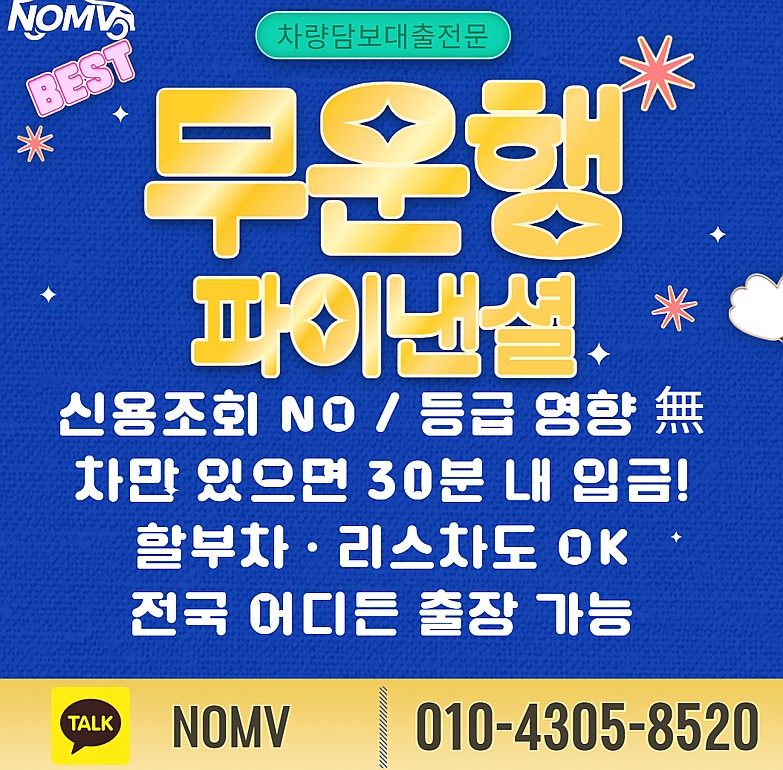 NOMV
차량담보대출전문
BEST
무운행
파이낸셜
신용조회 NO / 등급 영향 無
차만 있으면 30분 내 입금!
할부차 · 리스차도 OK
전국 어디든 출장 가능
TALK NOMV 010-4305-8520